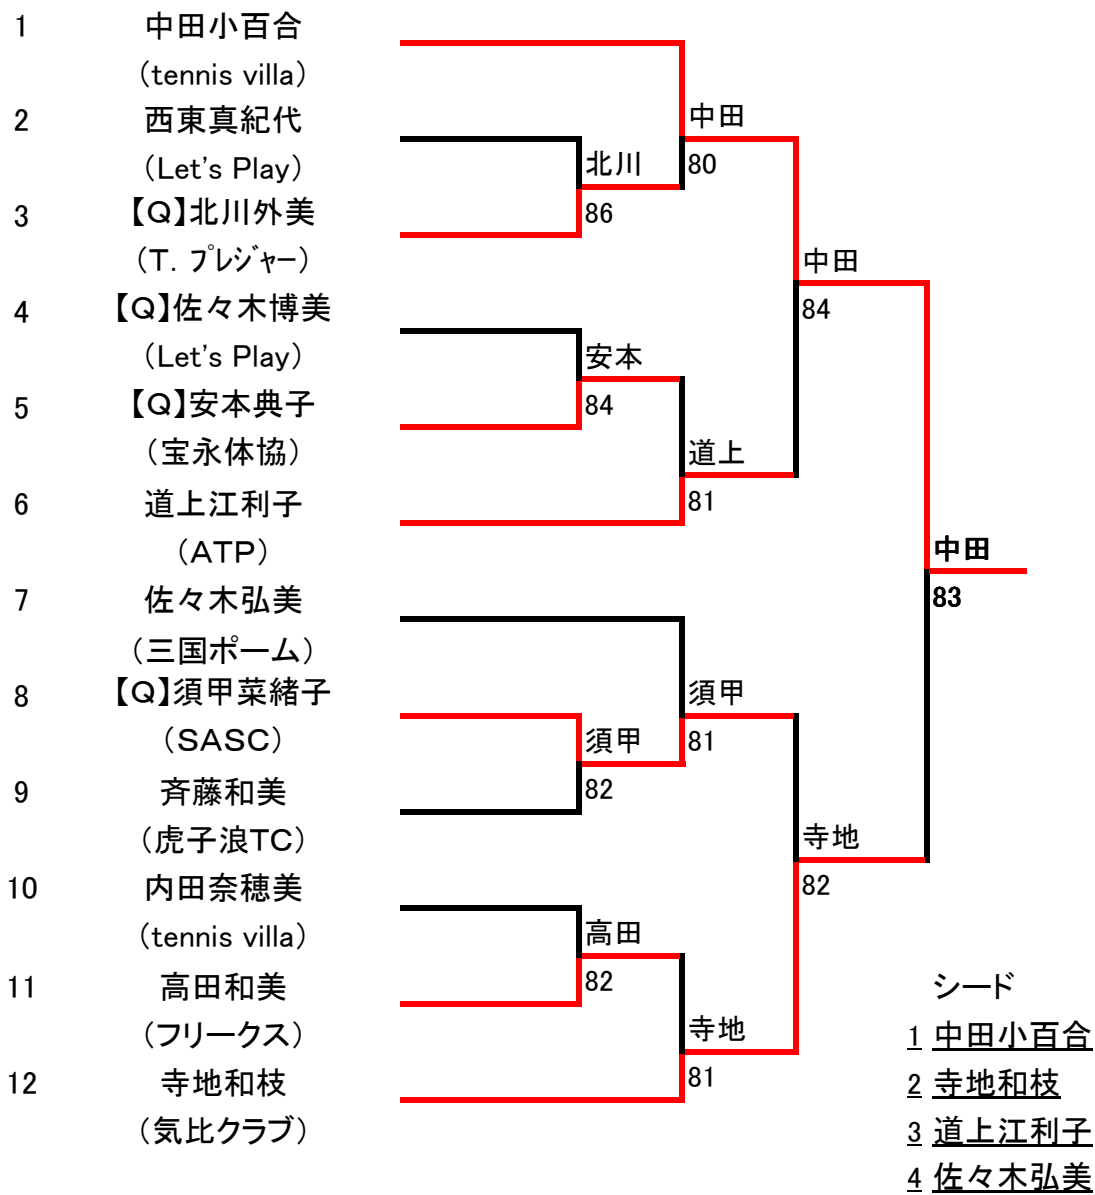 1 中田小百合
（tennis villa）
2 西東真紀代 中田
（Let's Play） 北川 80
3 【Q】北川外美 86
（T．プレジャー） 中田
4 【Q】佐々木博美 84
（Let's Play） 安本
5 【Q】安本典子 84
（宝永体協） 道上
6 道上江利子 81
（ATP） 中田
7 佐々木弘美 83
（三国ポーム）
8 【Q】須甲菜緒子 須甲
（SASC） 須甲 81
9 斉藤和美 82
（虎子浪TC） 寺地
10 内田奈穂美 82
（tennis villa） 高田
11 高田和美 82 シード
（フリークス） 寺地 1 中田小百合
12 寺地和枝 81 2 寺地和枝
（気比クラブ） 3 道上江利子
4 佐々木弘美